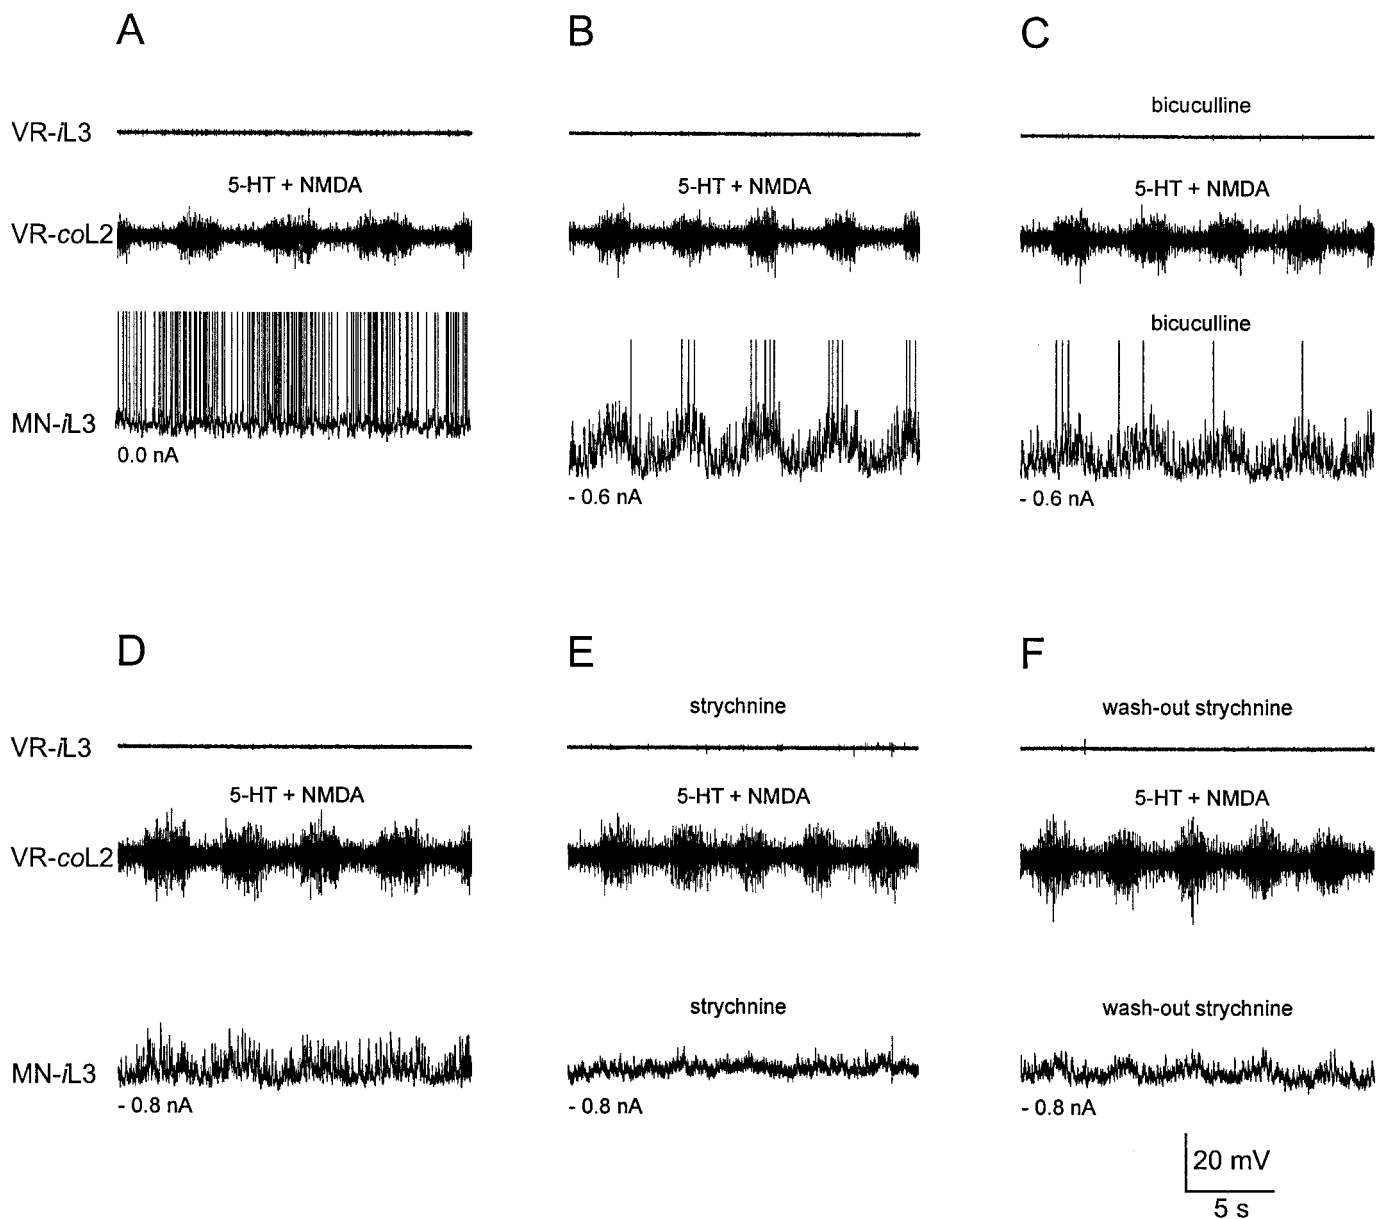 A
B
C
VR-iL3
bicuculline
5-HT + NMDA
5-HT + NMDA
5-HT + NMDA
VR-coL2
bicuculline
MN-iL3
0.0 nA
- 0.6 nA
- 0.6 nA
D
E
F
strychnine
wash-out strychnine
VR-iL3
5-HT + NMDA
5-HT + NMDA
5-HT + NMDA
VR-coL2
strychnine
wash-out strychnine
MN-iL3
- 0.8 nA
- 0.8 nA
- 0.8 nA
20 mV
5 s